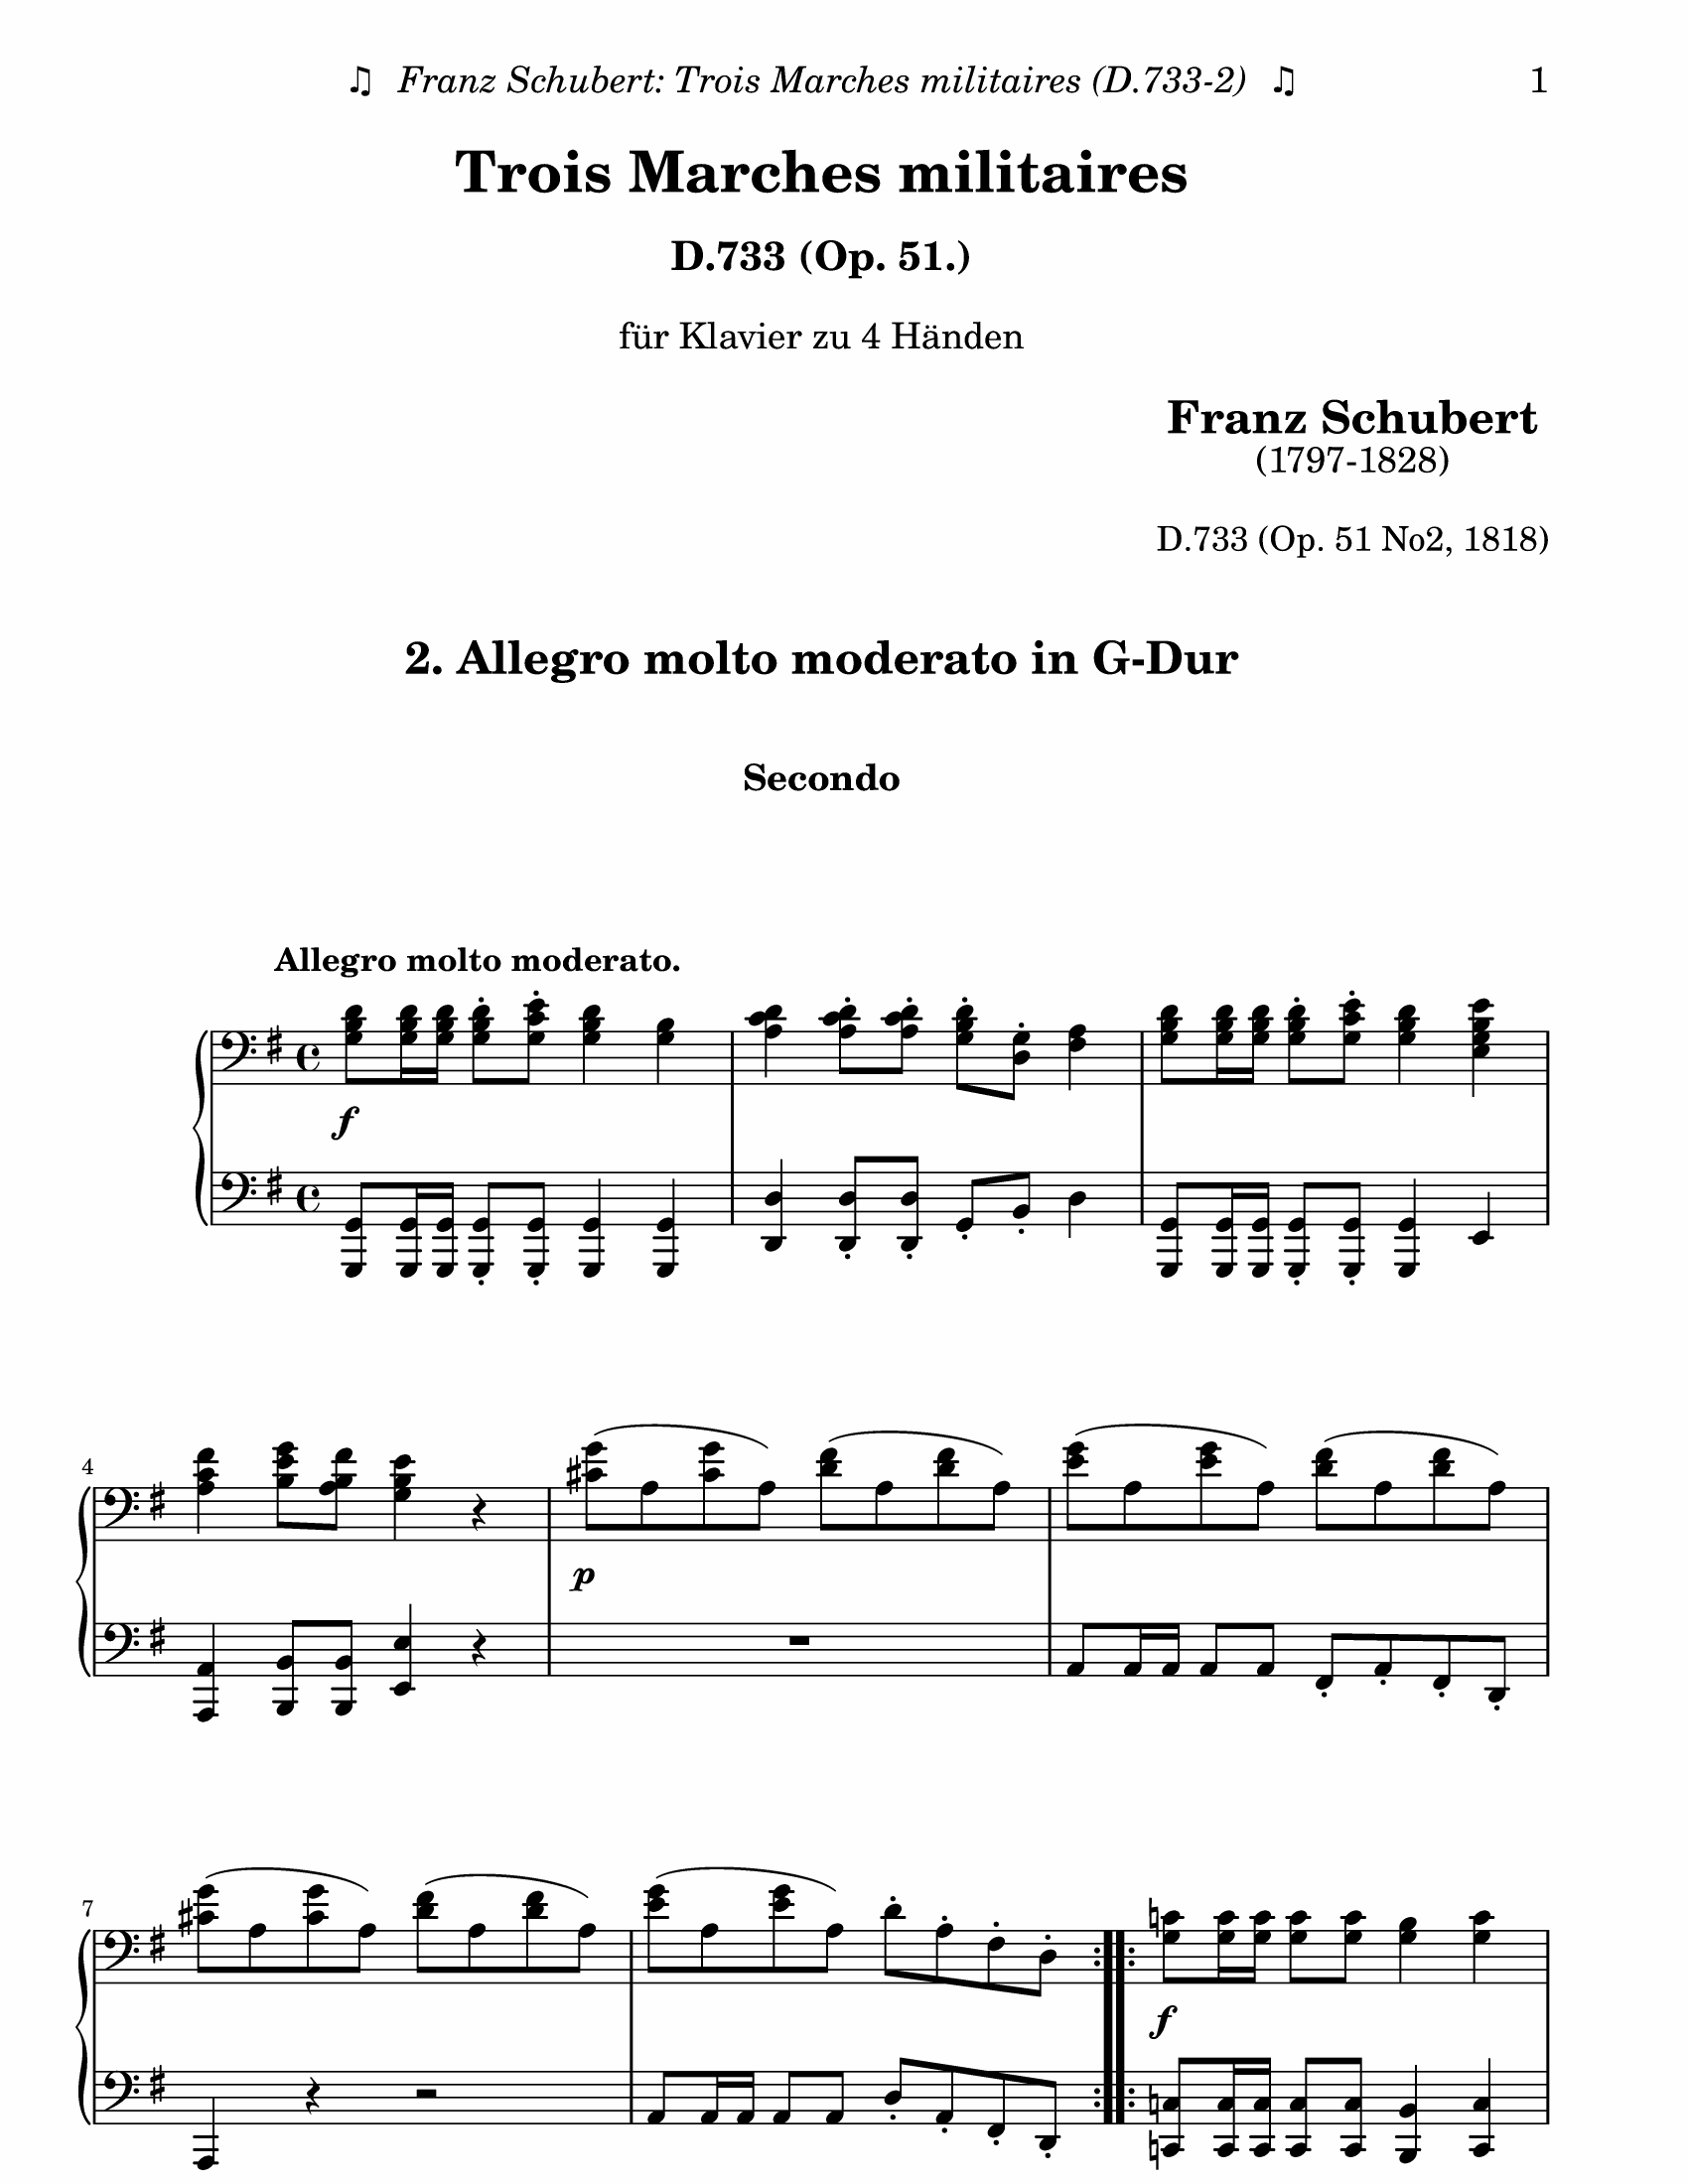 ♫ Franz Schubert: Trois Marches militaires (D.733-2) ♫ 1
Trois Marches militaires
D.733 (Op. 51.)
für Klavier zu 4 Händen
Franz Schubert
(1797-1828)
D.733 (Op. 51 No2, 1818)
2. Allegro molto moderato in G-Dur
Secondo
Allegro molto moderato.
f
4
p
7
f